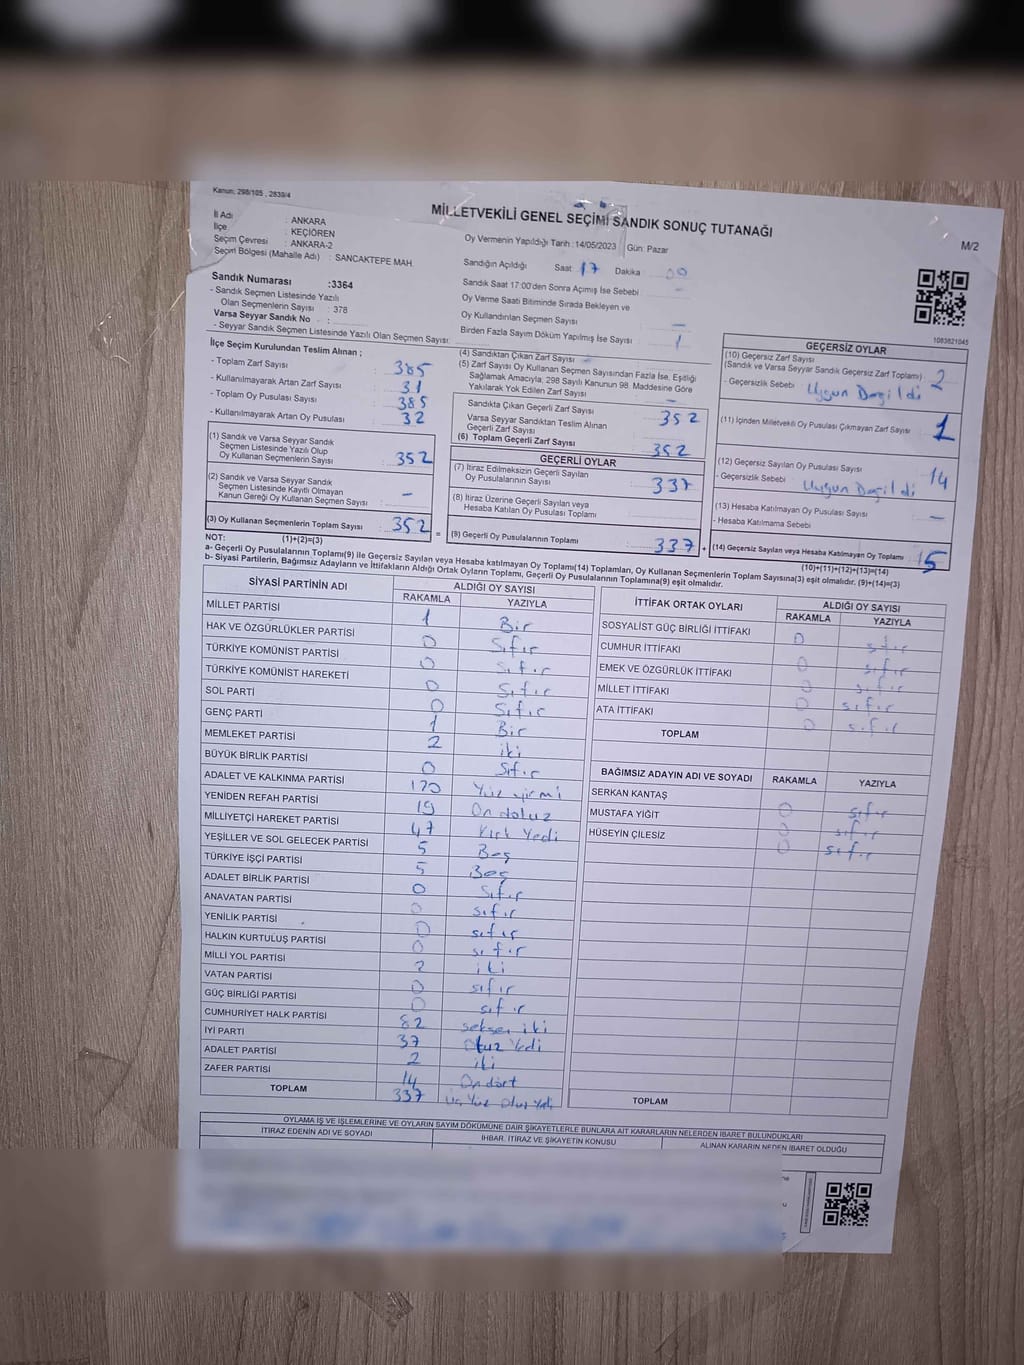 Kanun: 298/105 , 2839/4
MİLLETVEKİLİ GENEL SEÇİMİ SANDIK SONUÇ TUTANAĞI
M/2
İl Adı : ANKARA
İlçe : KEÇİÖREN
Seçim Çevresi : ANKARA-2
Seçim Bölgesi (Mahalle Adı) : SANCAKTEPE MAH.
Sandık Numarası :3364
- Sandık Seçmen Listesinde Yazılı
Olan Seçmenlerin Sayısı : 378
Varsa Seyyar Sandık No :
- Seyyar Sandık Seçmen Listesinde Yazılı Olan Seçmen Sayısı:
Oy Vermenin Yapıldığı Tarih : 14/05/2023 Gün: Pazar
Sandığın Açıldığı Saat 17 Dakika 00
Sandık Saat 17:00'den Sonra Açımış İse Sebebi -
Oy Verme Saati Bitiminde Sırada Bekleyen ve
Oy Kullandırılan Seçmen Sayısı -
Birden Fazla Sayım Döküm Yapılmış İse Sayısı 1
1083821045
İlçe Seçim Kurulundan Teslim Alınan ;
- Toplam Zarf Sayısı 385
- Kullanılmayarak Artan Zarf Sayısı 31
- Toplam Oy Pusulası Sayısı 385
- Kullanılmayarak Artan Oy Pusulası 32
(1) Sandık ve Varsa Seyyar Sandık
Seçmen Listesinde Yazılı Olup
Oy Kullanan Seçmenlerin Sayısı 352
(2) Sandık ve Varsa Seyyar Sandık
Seçmen Listesinde Kayıtlı Olmayan
Kanun Gereği Oy Kullanan Seçmen Sayısı -
(3) Oy Kullanan Seçmenlerin Toplam Sayısı 352 =
(4) Sandıktan Çıkan Zarf Sayısı
(5) Zarf Sayısı Oy Kullanan Seçmen Sayısından Fazla İse, Eşitliği
Sağlamak Amacıyla, 298 Sayılı Kanunun 98. Maddesine Göre
Yakılarak Yok Edilen Zarf Sayısı -
Sandıkta Çıkan Geçerli Zarf Sayısı 352
Varsa Seyyar Sandıktan Teslim Alınan
Geçerli Zarf Sayısı
(6) Toplam Geçerli Zarf Sayısı 352
GEÇERLİ OYLAR
(7) İtiraz Edilmeksizin Geçerli Sayılan
Oy Pusulalarının Sayısı 337
(8) İtiraz Üzerine Geçerli Sayılan veya
Hesaba Katılan Oy Pusulası Toplamı
(9) Geçerli Oy Pusulalarının Toplamı 337 +
GEÇERSİZ OYLAR
(10) Geçersiz Zarf Sayısı
(Sandık ve Varsa Seyyar Sandık Geçersiz Zarf Toplamı) 2
- Geçersizlik Sebebi Uygun Değildi
(11) İçinden Milletvekili Oy Pusulası Çıkmayan Zarf Sayısı 1
(12) Geçersiz Sayılan Oy Pusulası Sayısı 14
- Geçersizlik Sebebi Uygun Değildi
(13) Hesaba Katılmayan Oy Pusulası Sayısı -
- Hesaba Katılmama Sebebi
(14) Geçersiz Sayılan veya Hesaba Katılmayan Oy Toplamı 15
(10)+(11)+(12)+(13)=(14)
NOT: (1)+(2)=(3)
a- Geçerli Oy Pusulalarının Toplamı(9) ile Geçersiz Sayılan veya Hesaba katılmayan Oy Toplamı(14) Toplamları, Oy Kullanan Seçmenlerin Toplam Sayısına(3) eşit olmalıdır. (9)+(14)=(3)
b- Siyasi Partilerin, Bağımsız Adayların ve İttifakların Aldığı Ortak Oyların Toplamı, Geçerli Oy Pusulalarının Toplamına(9) eşit olmalıdır.
SİYASİ PARTİNİN ADI ALDIĞI OY SAYISI
RAKAMLA YAZIYLA
MİLLET PARTİSİ 1 Bir
HAK VE ÖZGÜRLÜKLER PARTİSİ 0 Sıfır
TÜRKİYE KOMÜNİST PARTİSİ 0 Sıfır
TÜRKİYE KOMÜNİST HAREKETİ 0 Sıfır
SOL PARTİ 0 Sıfır
GENÇ PARTİ 1 Bir
MEMLEKET PARTİSİ 2 iki
BÜYÜK BİRLİK PARTİSİ 0 Sıfır
ADALET VE KALKINMA PARTİSİ 120 Yüz yirmi
YENİDEN REFAH PARTİSİ 19 On dokuz
MİLLİYETÇİ HAREKET PARTİSİ 47 Kırk Yedi
YEŞİLLER VE SOL GELECEK PARTİSİ 5 Beş
TÜRKİYE İŞÇİ PARTİSİ 5 Beş
ADALET BİRLİK PARTİSİ 0 Sıfır
ANAVATAN PARTİSİ 0 sıfır
YENİLİK PARTİSİ 0 sıfır
HALKIN KURTULUŞ PARTİSİ 0 sıfır
MİLLİ YOL PARTİSİ 2 iki
VATAN PARTİSİ 0 sıfır
GÜÇ BİRLİĞİ PARTİSİ 0 sıfır
CUMHURİYET HALK PARTİSİ 82 seksen iki
İYİ PARTİ 37 Otuz Yedi
ADALET PARTİSİ 2 iki
ZAFER PARTİSİ 14 Ondört
TOPLAM 337 Üç Yüz Otuz Yedi
İTTİFAK ORTAK OYLARI ALDIĞI OY SAYISI
RAKAMLA YAZIYLA
SOSYALİST GÜÇ BİRLİĞİ İTTİFAKI 0 sıfır
CUMHUR İTTİFAKI 0 sıfır
EMEK VE ÖZGÜRLÜK İTTİFAKI 0 sıfır
MİLLET İTTİFAKI 0 sıfır
ATA İTTİFAKI 0 sıfır
TOPLAM
BAĞIMSIZ ADAYIN ADI VE SOYADI RAKAMLA YAZIYLA
SERKAN KANTAŞ 0 sıfır
MUSTAFA YİĞİT 0 sıfır
HÜSEYİN ÇİLESİZ 0 sıfır
TOPLAM
OYLAMA İŞ VE İŞLEMLERİNE VE OYLARIN SAYIM DÖKÜMÜNE DAİR ŞİKAYETLERLE BUNLARA AİT KARARLARIN NELERDEN İBARET BULUNDUKLARI
İTİRAZ EDENİN ADI VE SOYADI İHBAR, İTİRAZ VE ŞİKAYETİN KONUSU ALINAN KARARIN NEDEN İBARET OLDUĞU